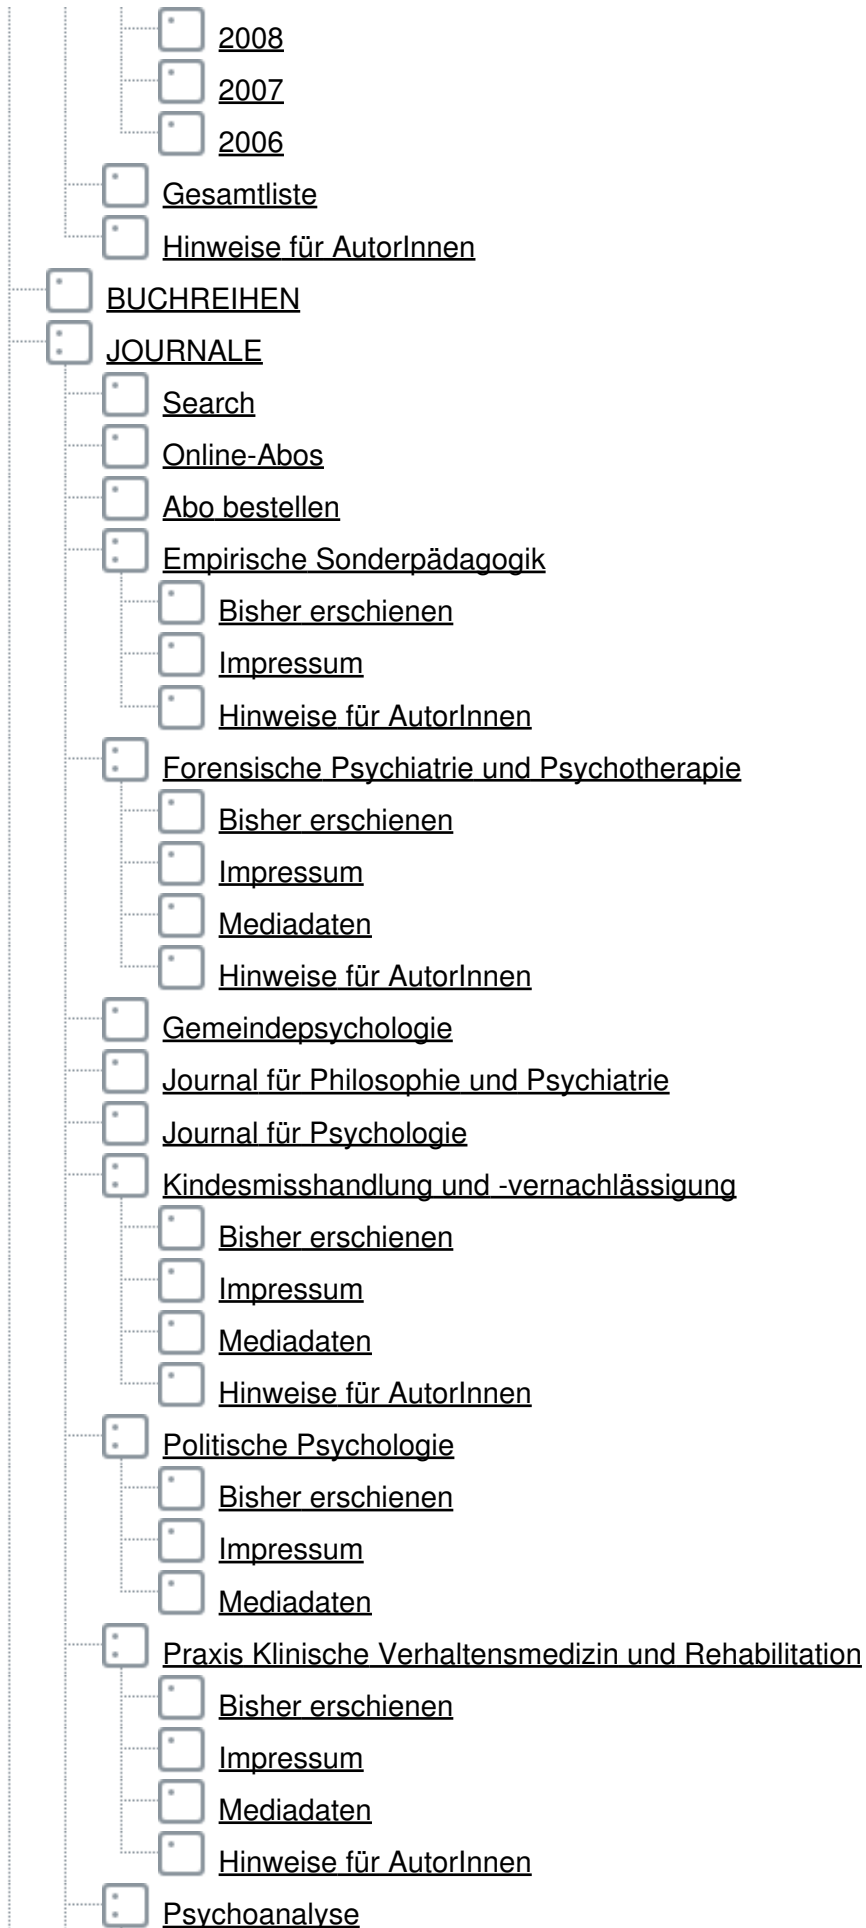 2008
2007
2006
Gesamtliste
Hinweise für AutorInnen
BUCHREIHEN
JOURNALE
Search
Online-Abos
Abo bestellen
Empirische Sonderpädagogik
Bisher erschienen
Impressum
Hinweise für AutorInnen
Forensische Psychiatrie und Psychotherapie
Bisher erschienen
Impressum
Mediadaten
Hinweise für AutorInnen
Gemeindepsychologie
Journal für Philosophie und Psychiatrie
Journal für Psychologie
Kindesmisshandlung und -vernachlässigung
Bisher erschienen
Impressum
Mediadaten
Hinweise für AutorInnen
Politische Psychologie
Bisher erschienen
Impressum
Mediadaten
Praxis Klinische Verhaltensmedizin und Rehabilitation
Bisher erschienen
Impressum
Mediadaten
Hinweise für AutorInnen
Psychoanalyse